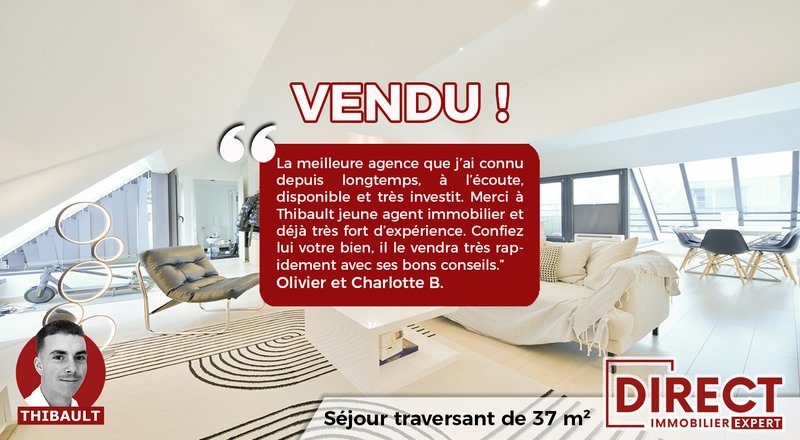 VENDU !
“
La meilleure agence que j’ai connu
depuis longtemps, à l’écoute,
disponible et très investit. Merci à
Thibault jeune agent immobilier et
déjà très fort d’expérience. Confiez
lui votre bien, il le vendra très rap-
idement avec ses bons conseils.”
Olivier et Charlotte B.
THIBAULT
Séjour traversant de 37 m²
DIRECT
IMMOBILIER EXPERT